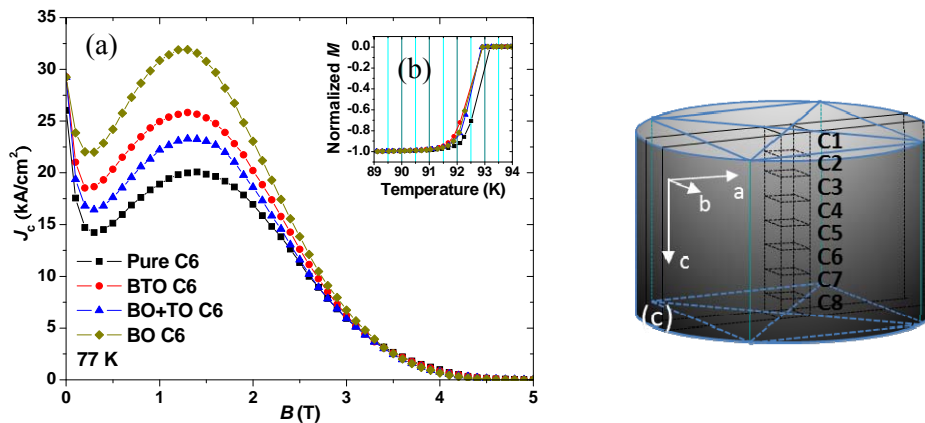 (a)
J_c (kA/cm²)
35
30
25
20
15
10
5
0
0 1 2 3 4 5
B (T)
Pure C6
BTO C6
BO+TO C6
BO C6
77 K
(b)
Normalized M
0.0
-0.2
-0.4
-0.6
-0.8
-1.0
89 90 91 92 93 94
Temperature (K)
C1
C2
C3
C4
C5
C6
C7
C8
a
b
c
(c)